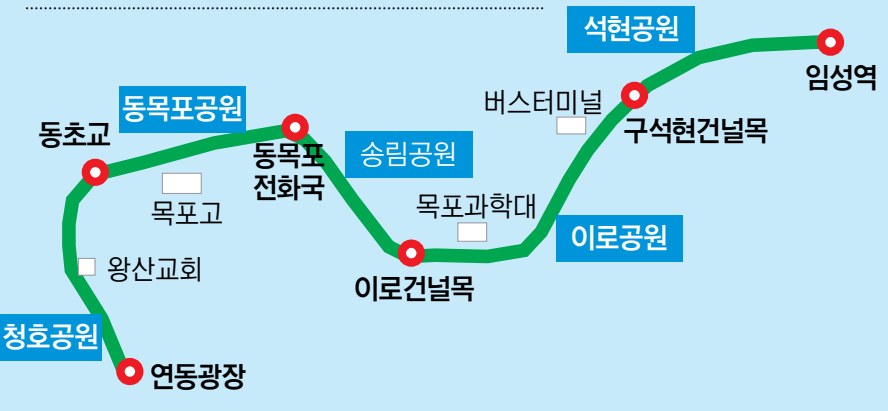 석현공원
임성역
버스터미널
구석현건널목
동목포공원
동초교
동목포
전화국
송림공원
목포고
목포과학대
이로공원
왕산교회
이로건널목
청호공원
연동광장